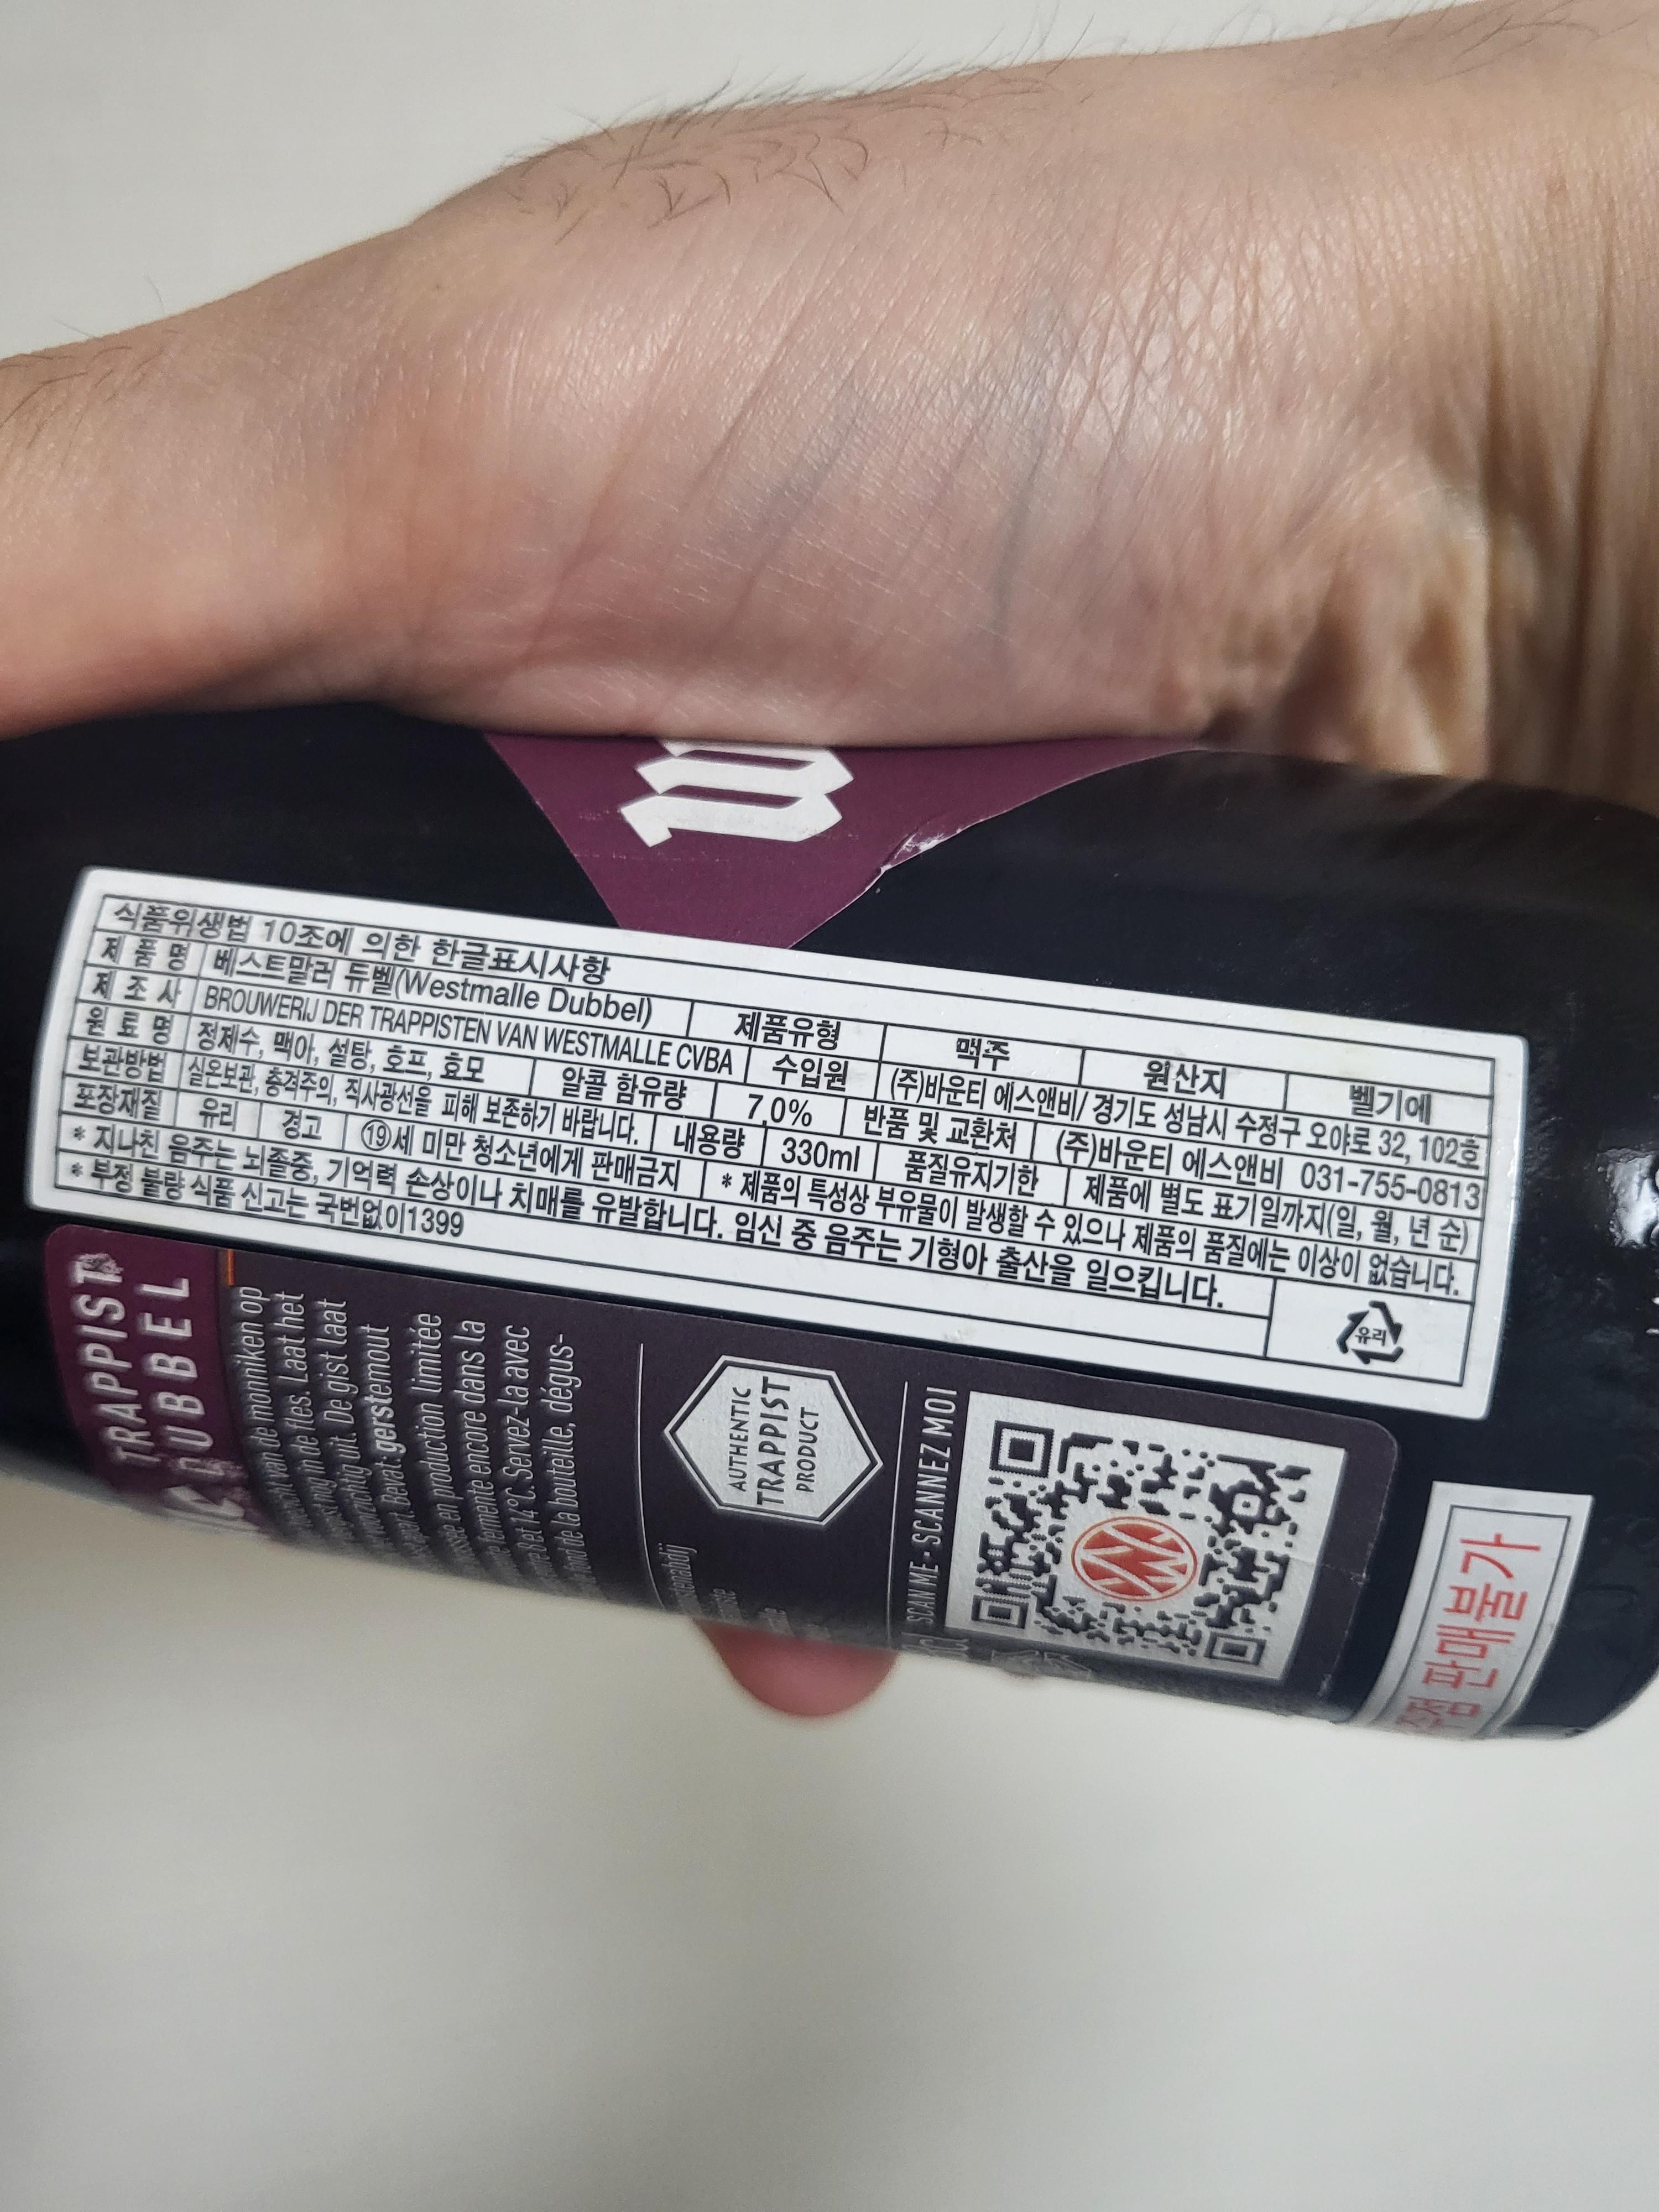 식품위생법 10조에 의한 한글표시사항
제 품 명 베스트말러 듀벨(Westmalle Dubbel) 제품유형 맥주 원산지 벨기에
제 조 사 BROUWERIJ DER TRAPPISTEN VAN WESTMALLE CVBA 수입원 (주)바운티 에스앤비/ 경기도 성남시 수정구 오야로 32, 102호
원 료 명 정제수, 맥아, 설탕, 호프, 효모 알콜 함유량 7.0% 반품 및 교환처 (주)바운티 에스앤비 031-755-0813
보관방법 실온보관, 충격주의, 직사광선을 피해 보존하기 바랍니다. 내용량 330ml 품질유지기한 제품에 별도 표기일까지(일, 월, 년 순)
포장재질 유리 경고 ⑲세 미만 청소년에게 판매금지 * 제품의 특성상 부유물이 발생할 수 있으나 제품의 품질에는 이상이 없습니다.
* 지나친 음주는 뇌졸중, 기억력 손상이나 치매를 유발합니다. 임신 중 음주는 기형아 출산을 일으킵니다.
* 부정 불량 식품 신고는 국번없이1399
유리
TRAPPIST
DUBBEL
van de monniken op
nog in de fles. Laat het
uit. De gist laat
Bevat gerstemout
en production limitée
fermente encore dans la
8 et 14°C. Servez-la avec
fond de la bouteille, dégus-
AUTHENTIC
TRAPPIST
PRODUCT
SCAN ME - SCANNEZ MOI
주점 판매불가